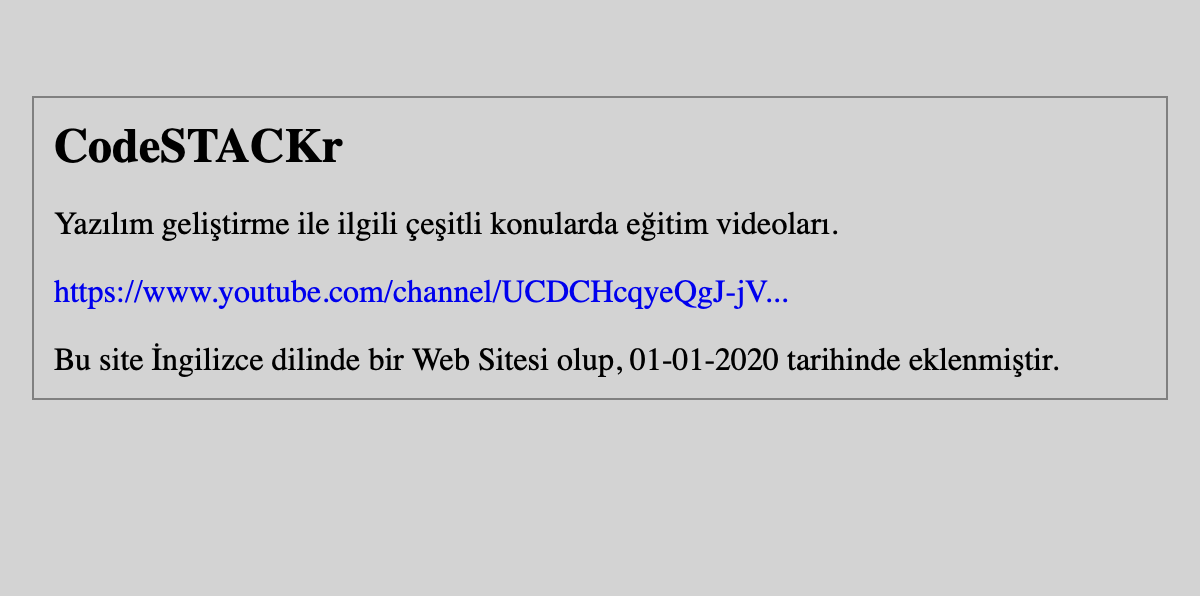 CodeSTACKr
Yazılım geliştirme ile ilgili çeşitli konularda eğitim videoları.
https://www.youtube.com/channel/UCDCHcqyeQgJ-jV...
Bu site İngilizce dilinde bir Web Sitesi olup, 01-01-2020 tarihinde eklenmiştir.